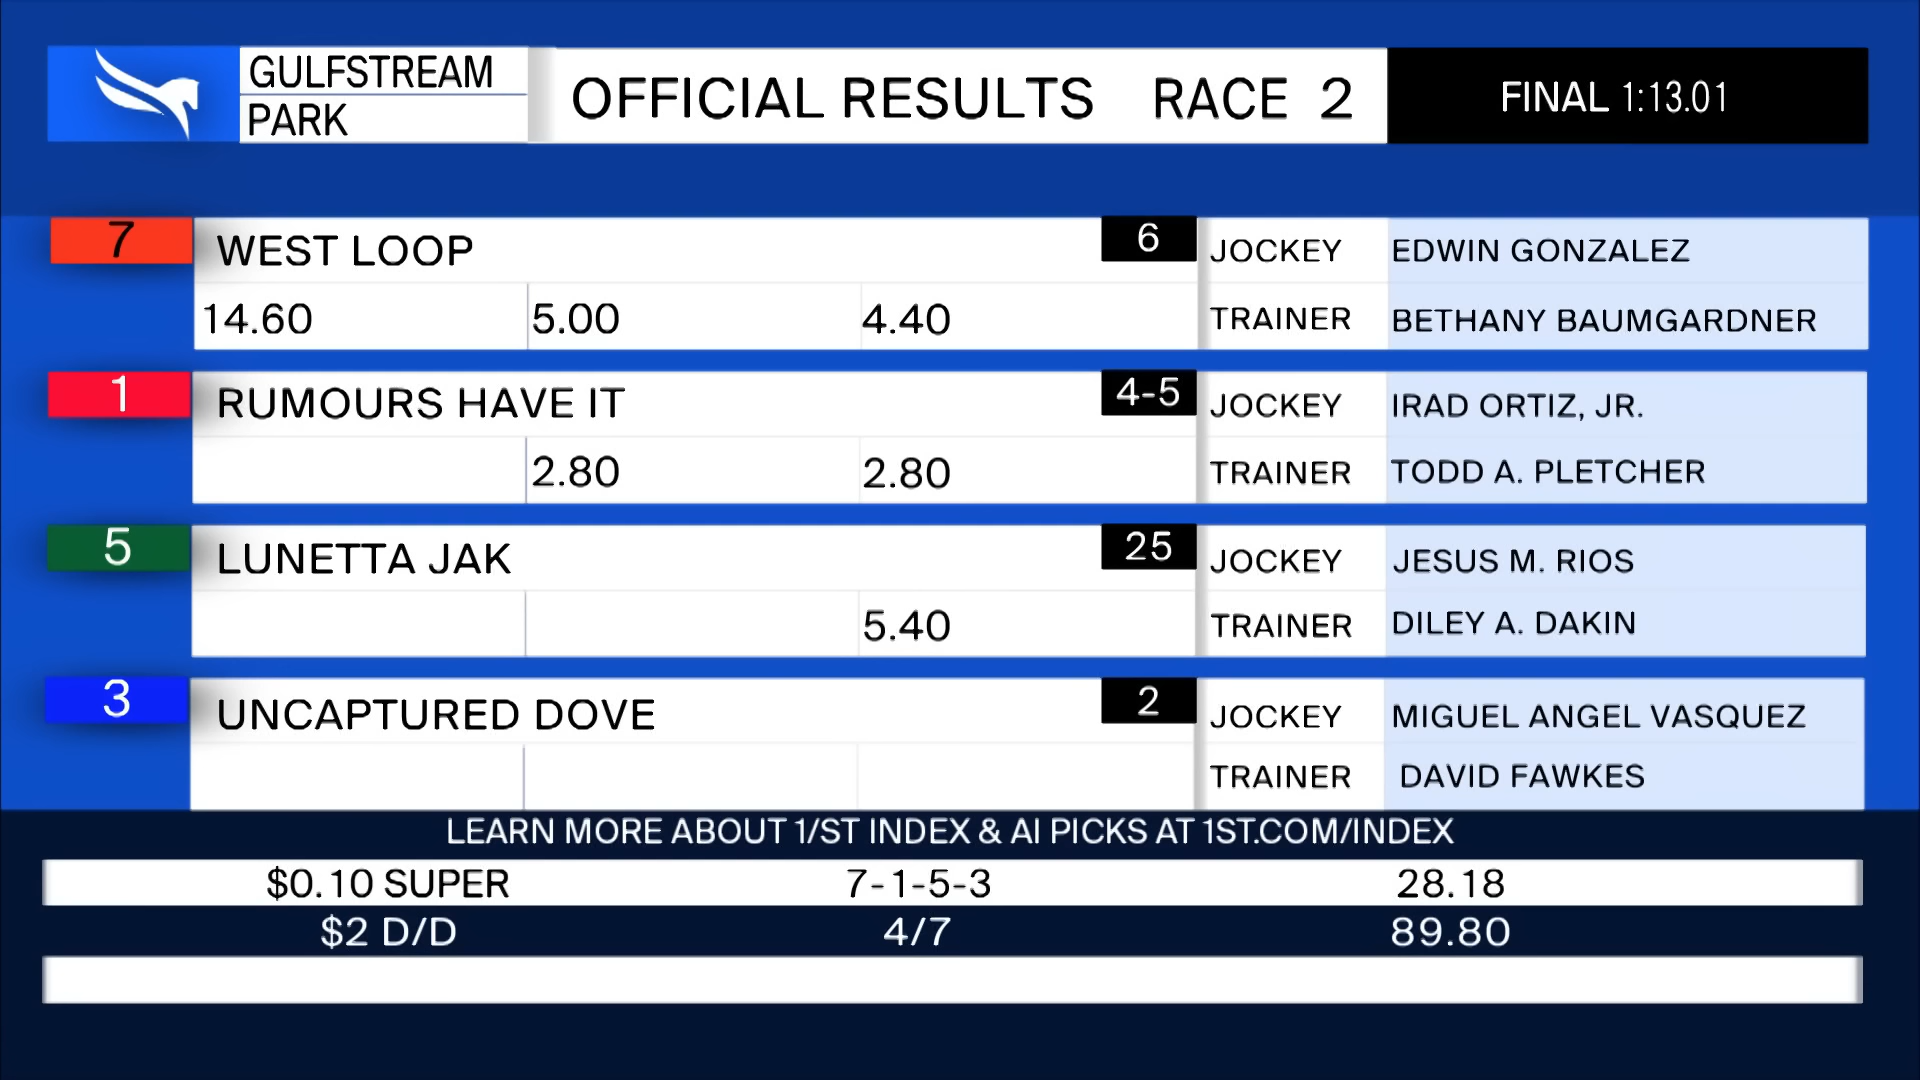 GULFSTREAM
PARK
OFFICIAL RESULTS RACE 2
FINAL 1:13.01
7 WEST LOOP 6 JOCKEY EDWIN GONZALEZ
14.60 5.00 4.40 TRAINER BETHANY BAUMGARDNER
1 RUMOURS HAVE IT 4-5 JOCKEY IRAD ORTIZ, JR.
2.80 2.80 TRAINER TODD A. PLETCHER
5 LUNETTA JAK 25 JOCKEY JESUS M. RIOS
5.40 TRAINER DILEY A. DAKIN
3 UNCAPTURED DOVE 2 JOCKEY MIGUEL ANGEL VASQUEZ
TRAINER DAVID FAWKES
LEARN MORE ABOUT 1/ST INDEX & AI PICKS AT 1ST.COM/INDEX
$0.10 SUPER 7-1-5-3 28.18
$2 D/D 4/7 89.80